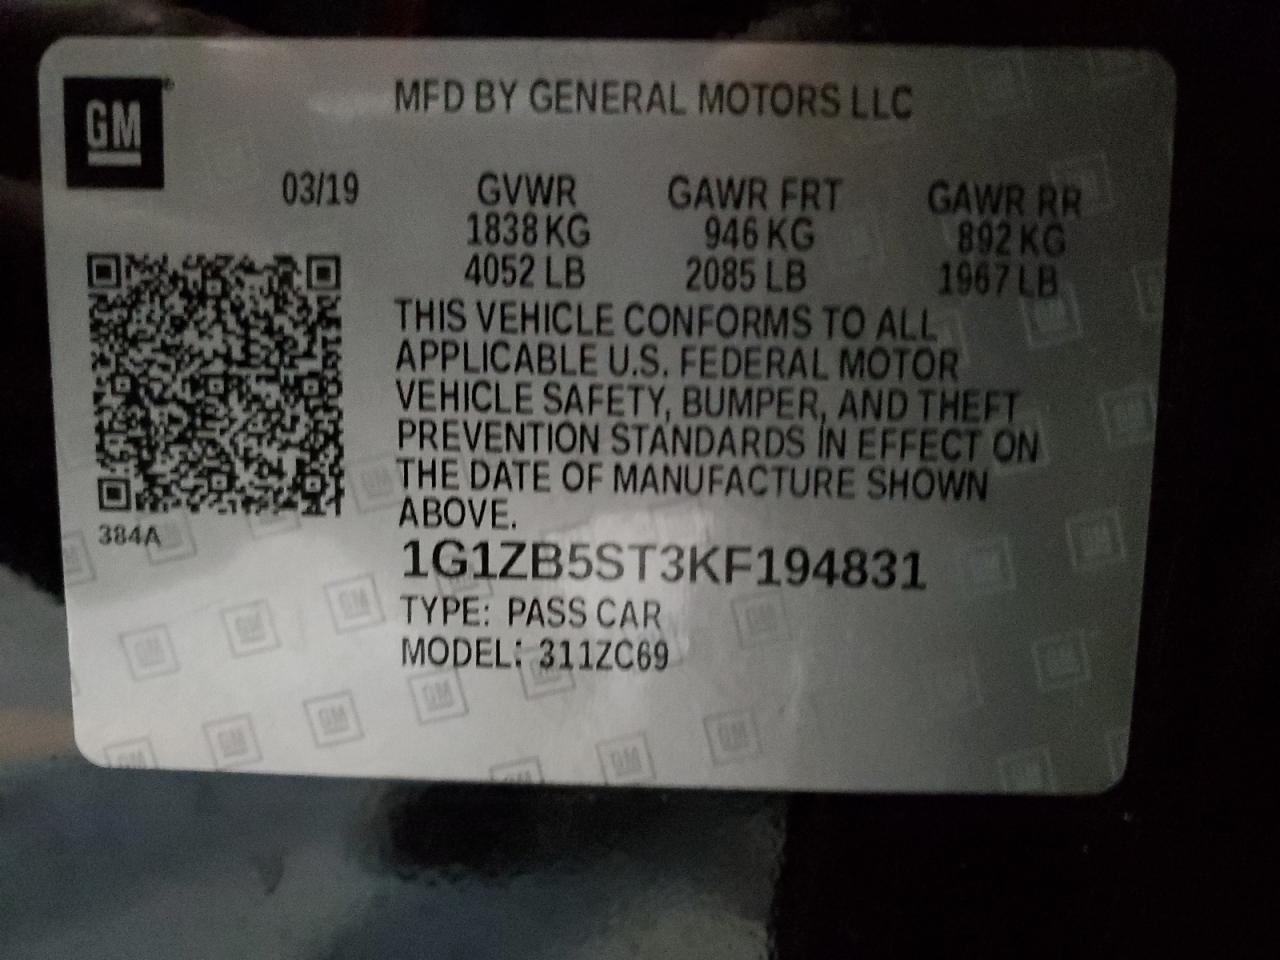 GM
MFD BY GENERAL MOTORS LLC
03/19 GVWR GAWR FRT GAWR RR
1838 KG 946 KG 892 KG
4052 LB 2085 LB 1967 LB
THIS VEHICLE CONFORMS TO ALL
APPLICABLE U.S. FEDERAL MOTOR
VEHICLE SAFETY, BUMPER, AND THEFT
PREVENTION STANDARDS IN EFFECT ON
THE DATE OF MANUFACTURE SHOWN
ABOVE.
384A
1G1ZB5ST3KF194831
TYPE: PASS CAR
MODEL: 311ZC69